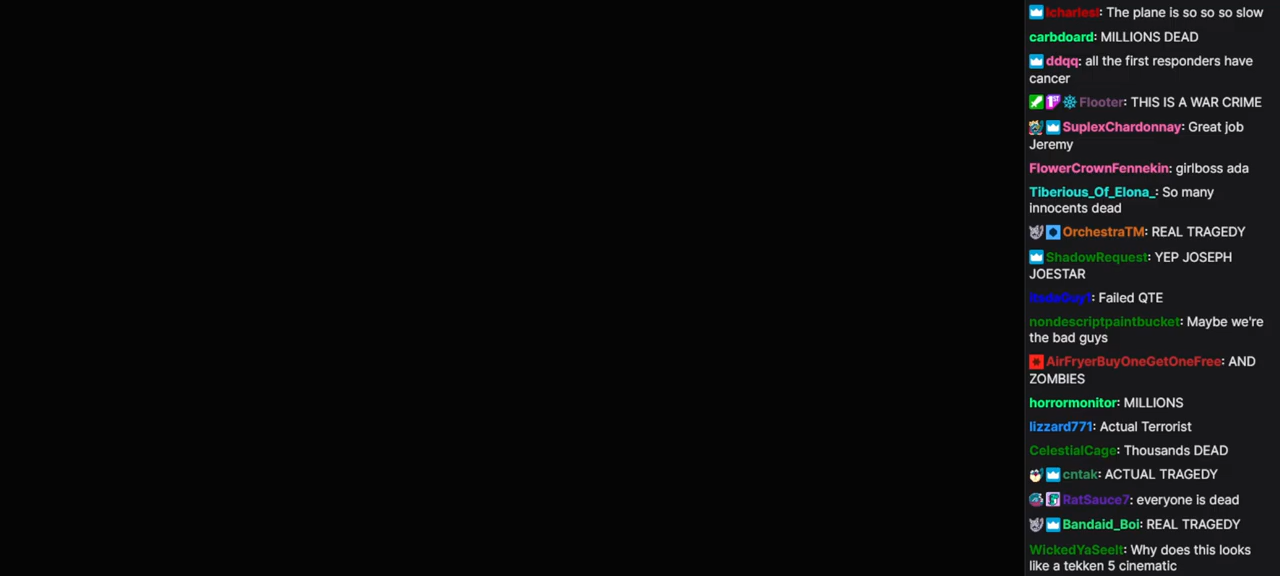 lcharlesl: The plane is so so so slow
carbdoard: MILLIONS DEAD
ddqq: all the first responders have
cancer
Flooter: THIS IS A WAR CRIME
SuplexChardonnay: Great job
Jeremy
FlowerCrownFennekin: girlboss ada
Tiberious_Of_Elona_: So many
innocents dead
OrchestraTM: REAL TRAGEDY
ShadowRequest: YEP JOSEPH
JOESTAR
: Failed QTE
nondescriptpaintbucket: Maybe we're
the bad guys
AirFryerBuyOneGetOneFree: AND
ZOMBIES
horrormonitor: MILLIONS
lizzard771: Actual Terrorist
CelestialCage: Thousands DEAD
cntak: ACTUAL TRAGEDY
RatSauce7: everyone is dead
Bandaid_Boi: REAL TRAGEDY
WickedYaSeeIt: Why does this looks
like a tekken 5 cinematic